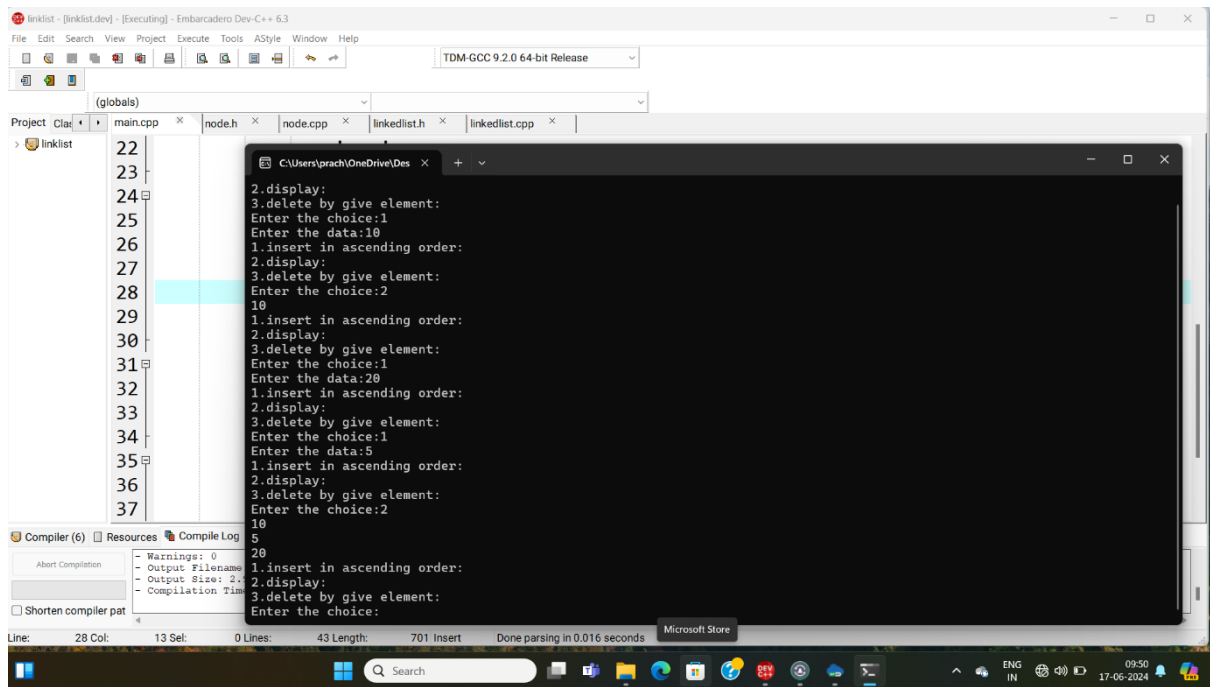 linklist - [linklist.dev] - [Executing] - Embarcadero Dev-C++ 6.3
File Edit Search View Project Execute Tools AStyle Window Help
TDM-GCC 9.2.0 64-bit Release
(globals)
Project Clas main.cpp node.h node.cpp linkedlist.h linkedlist.cpp
linklist
22
23
24
25
26
27
28
29
30
31
32
33
34
35
36
37
C:\Users\prach\OneDrive\Des
2.display:
3.delete by give element:
Enter the choice:1
Enter the data:10
1.insert in ascending order:
2.display:
3.delete by give element:
Enter the choice:2
10
1.insert in ascending order:
2.display:
3.delete by give element:
Enter the choice:1
Enter the data:20
1.insert in ascending order:
2.display:
3.delete by give element:
Enter the choice:1
Enter the data:5
1.insert in ascending order:
2.display:
3.delete by give element:
Enter the choice:2
10
5
20
1.insert in ascending order:
2.display:
3.delete by give element:
Enter the choice:
Compiler (6) Resources Compile Log
Abort Compilation
Shorten compiler pat
- Warnings: 0
- Output Filename
- Output Size: 2.
- Compilation Time
Line: 28 Col: 13 Sel: 0 Lines: 43 Length: 701 Insert Done parsing in 0.016 seconds
Microsoft Store
Search
ENG
IN
09:50
17-06-2024